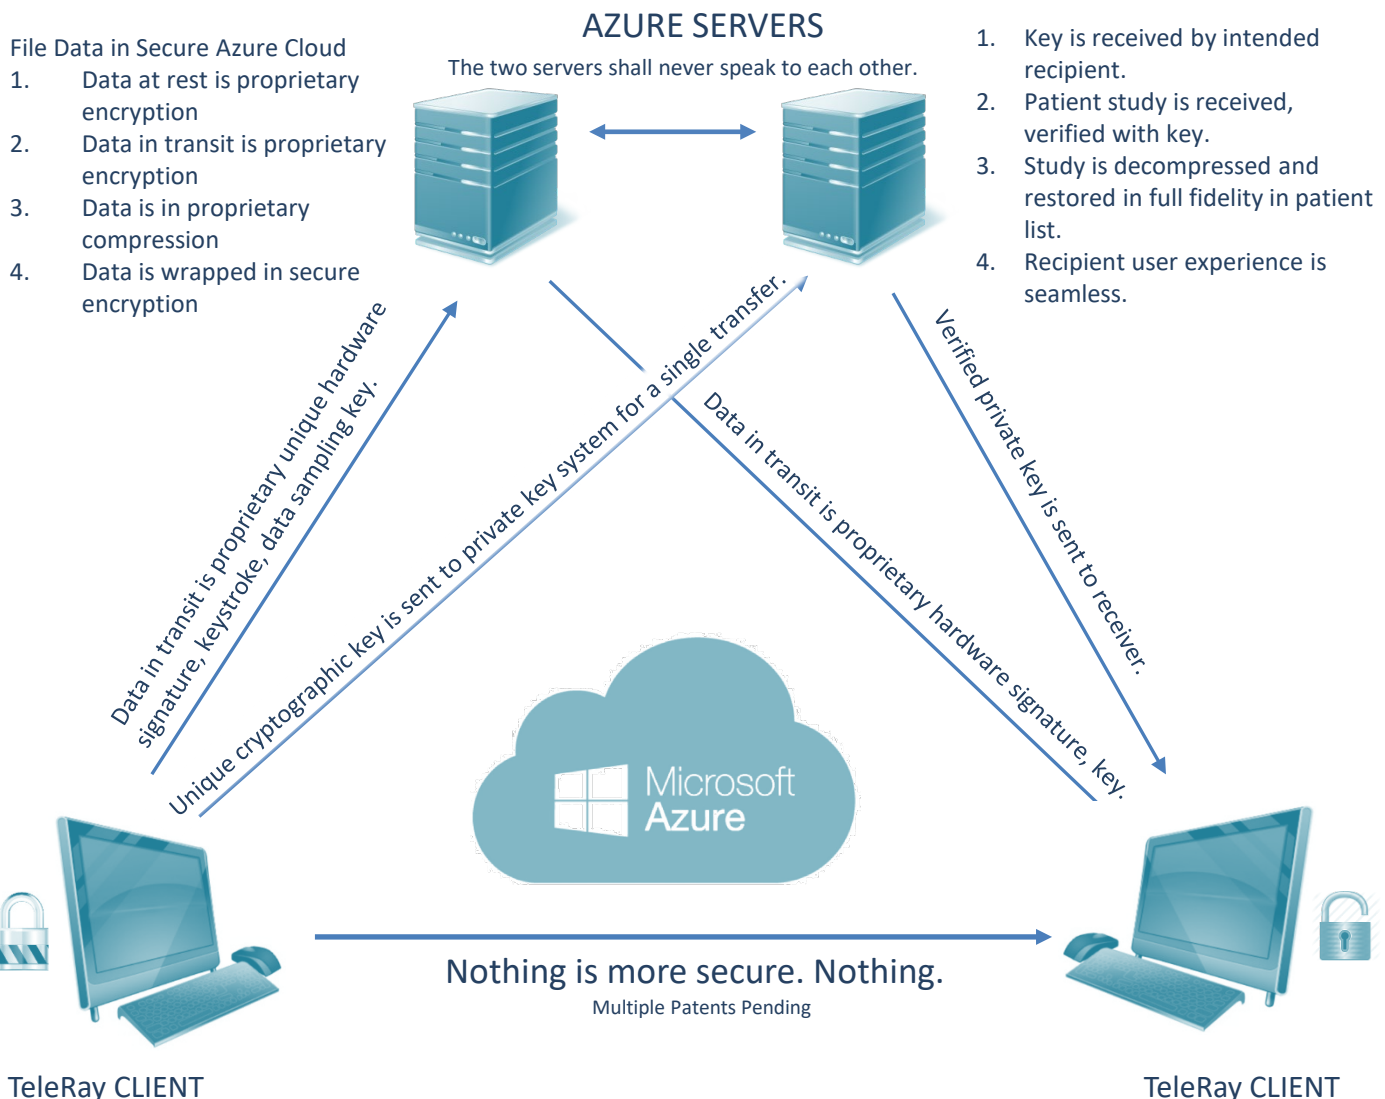 AZURE SERVERS
The two servers shall never speak to each other.
File Data in Secure Azure Cloud
1. Data at rest is proprietary
encryption
2. Data in transit is proprietary
encryption
3. Data is in proprietary
compression
4. Data is wrapped in secure
encryption
1. Key is received by intended
recipient.
2. Patient study is received,
verified with key.
3. Study is decompressed and
restored in full fidelity in patient
list.
4. Recipient user experience is
seamless.
Data in transit is proprietary unique hardware
signature, keystroke, data sampling key.
Unique cryptographic key is sent to private key system for a single transfer.
Data in transit is proprietary hardware signature, key.
Verified private key is sent to receiver.
Microsoft
Azure
Nothing is more secure. Nothing.
Multiple Patents Pending
TeleRay CLIENT
TeleRay CLIENT